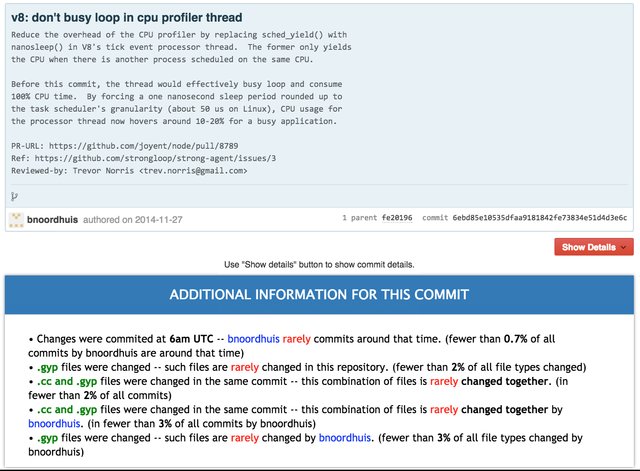 v8: don't busy loop in cpu profiler thread
Reduce the overhead of the CPU profiler by replacing sched_yield() with
nanosleep() in V8's tick event processor thread.  The former only yields
the CPU when there is another process scheduled on the same CPU.
Before this commit, the thread would effectively busy loop and consume
100% CPU time.  By forcing a one nanosecond sleep period rounded up to
the task scheduler's granularity (about 50 us on Linux), CPU usage for
the processor thread now hovers around 10-20% for a busy application.
PR-URL: https://github.com/joyent/node/pull/8789
Ref: https://github.com/strongloop/strong-agent/issues/3
Reviewed-by: Trevor Norris <trev.norris@gmail.com>
bnoordhuis authored on 2014-11-27 1 parent fe20196 commit 6ebd85e10535dfaa9181842fe73834e51d4d3e6c
Show Details
Use "Show details" button to show commit details.
ADDITIONAL INFORMATION FOR THIS COMMIT
• Changes were commited at 6am UTC -- bnoordhuis rarely commits around that time. (fewer than 0.7% of all
commits by bnoordhuis are around that time)
• .gyp files were changed -- such files are rarely changed in this repository. (fewer than 2% of all file types changed)
• .cc and .gyp files were changed in the same commit -- this combination of files is rarely changed together. (in
fewer than 2% of all commits)
• .cc and .gyp files were changed in the same commit -- this combination of files is rarely changed together by
bnoordhuis. (in fewer than 3% of all commits by bnoordhuis)
• .gyp files were changed -- such files are rarely changed by bnoordhuis. (fewer than 3% of all file types changed by
bnoordhuis)